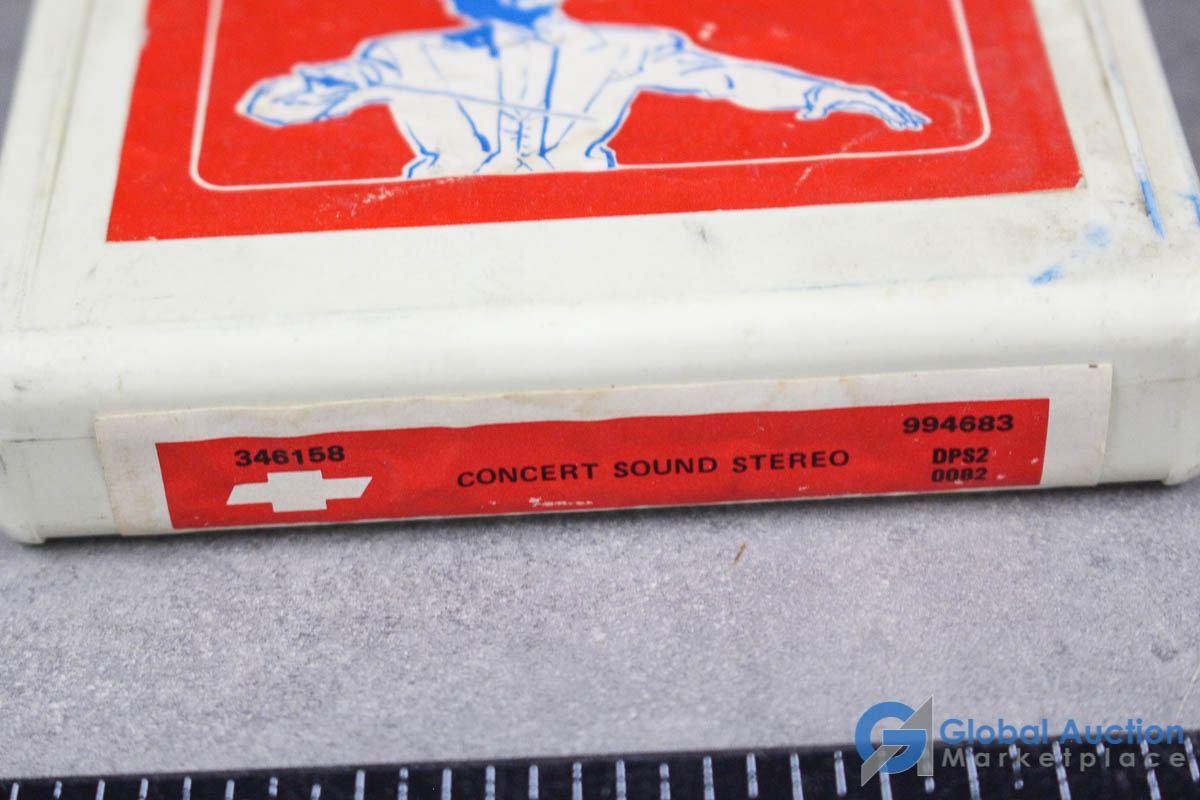 346158
CONCERT SOUND STEREO
994683
DPS2
0082
Global Auction
Marketplace